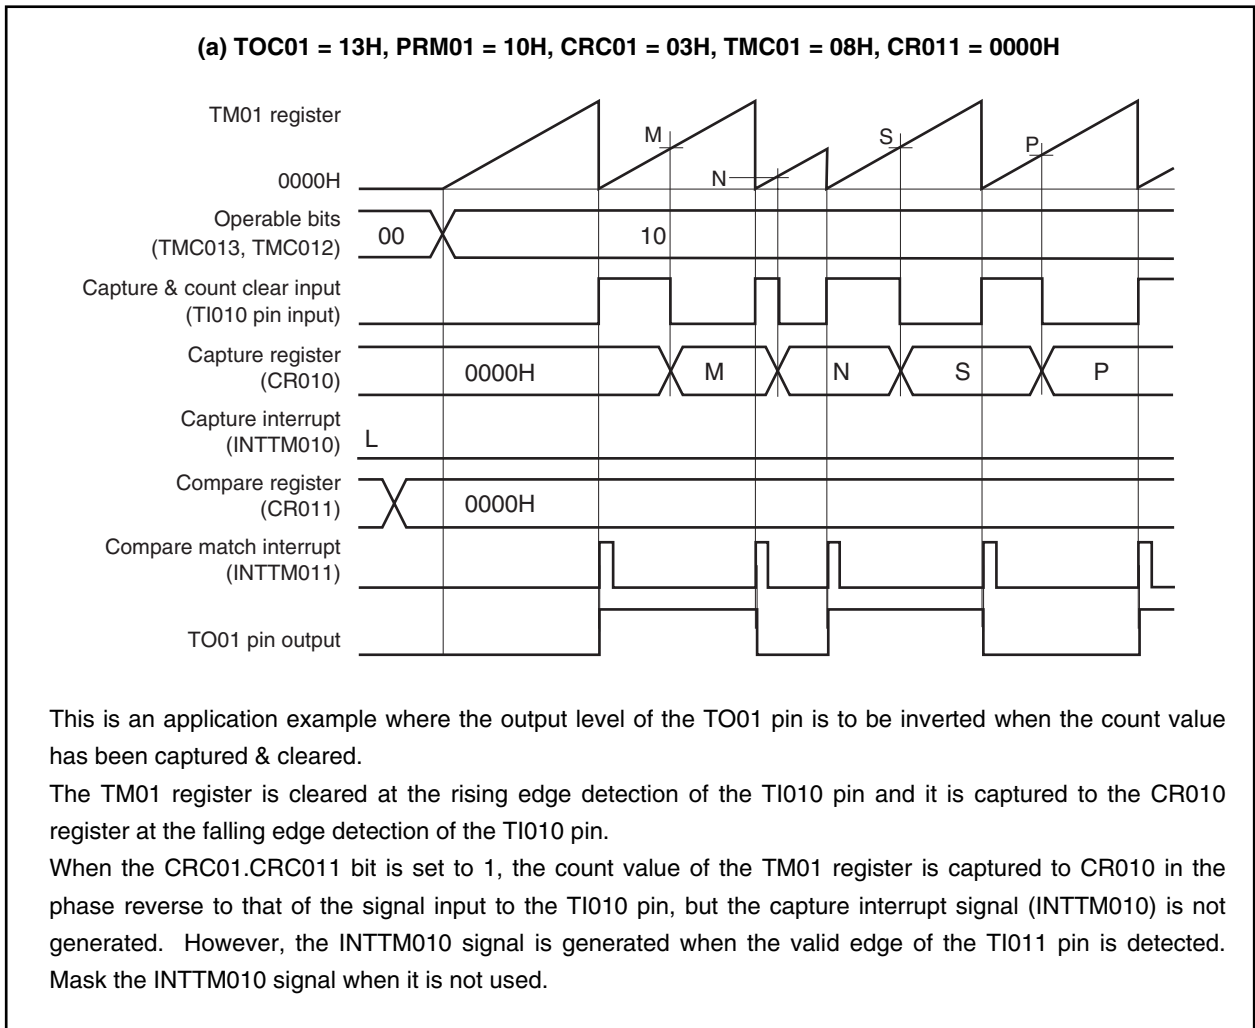 (a) TOC01 = 13H, PRM01 = 10H, CRC01 = 03H, TMC01 = 08H, CR011 = 0000H
TM01 register
M
S
P
N
0000H
Operable bits
(TMC013, TMC012)
00
10
Capture & count clear input
(TI010 pin input)
Capture register
(CR010)
0000H
M
N
S
P
Capture interrupt
(INTTM010)
L
Compare register
(CR011)
0000H
Compare match interrupt
(INTTM011)
TO01 pin output
This is an application example where the output level of the TO01 pin is to be inverted when the count value
has been captured & cleared.
The TM01 register is cleared at the rising edge detection of the TI010 pin and it is captured to the CR010
register at the falling edge detection of the TI010 pin.
When the CRC01.CRC011 bit is set to 1, the count value of the TM01 register is captured to CR010 in the
phase reverse to that of the signal input to the TI010 pin, but the capture interrupt signal (INTTM010) is not
generated. However, the INTTM010 signal is generated when the valid edge of the TI011 pin is detected.
Mask the INTTM010 signal when it is not used.